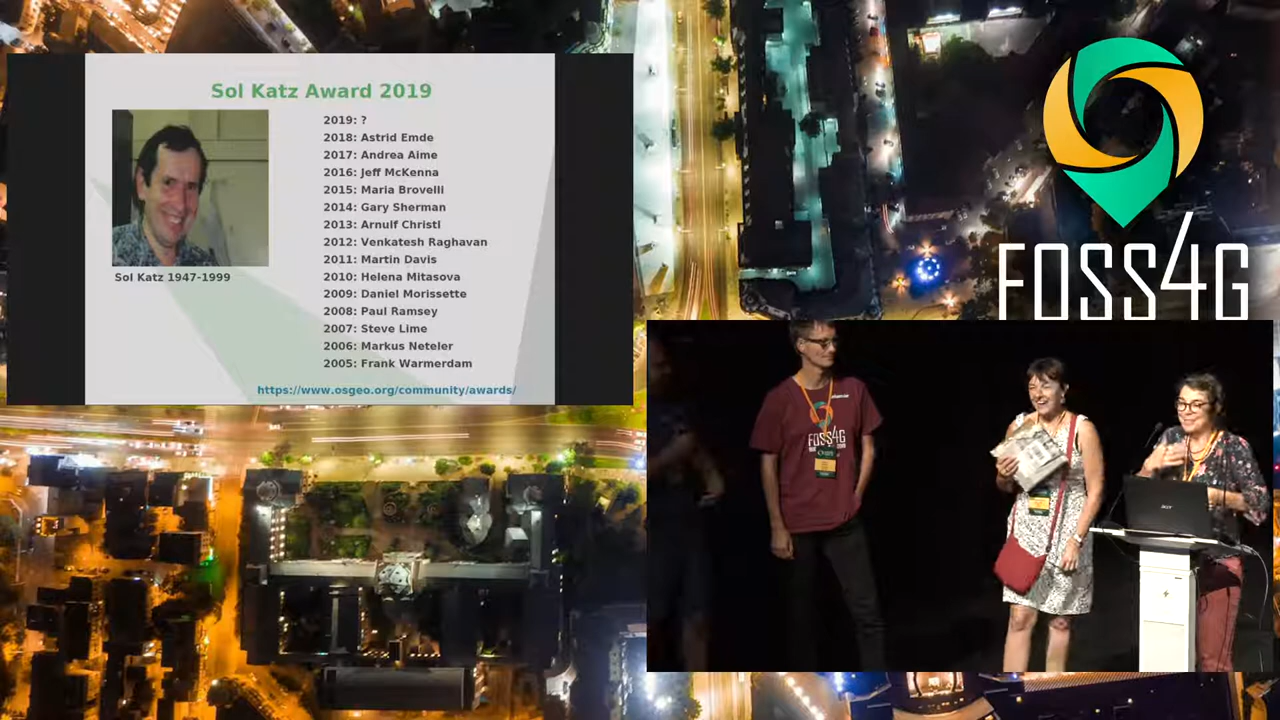 Sol Katz Award 2019
2019: ?
2018: Astrid Emde
2017: Andrea Aime
2016: Jeff McKenna
2015: Maria Brovelli
2014: Gary Sherman
2013: Arnulf Christl
2012: Venkatesh Raghavan
2011: Martin Davis
2010: Helena Mitasova
2009: Daniel Morissette
2008: Paul Ramsey
2007: Steve Lime
2006: Markus Neteler
2005: Frank Warmerdam
Sol Katz 1947-1999
https://www.osgeo.org/community/awards/
FOSS4G
FOSS4G
acer